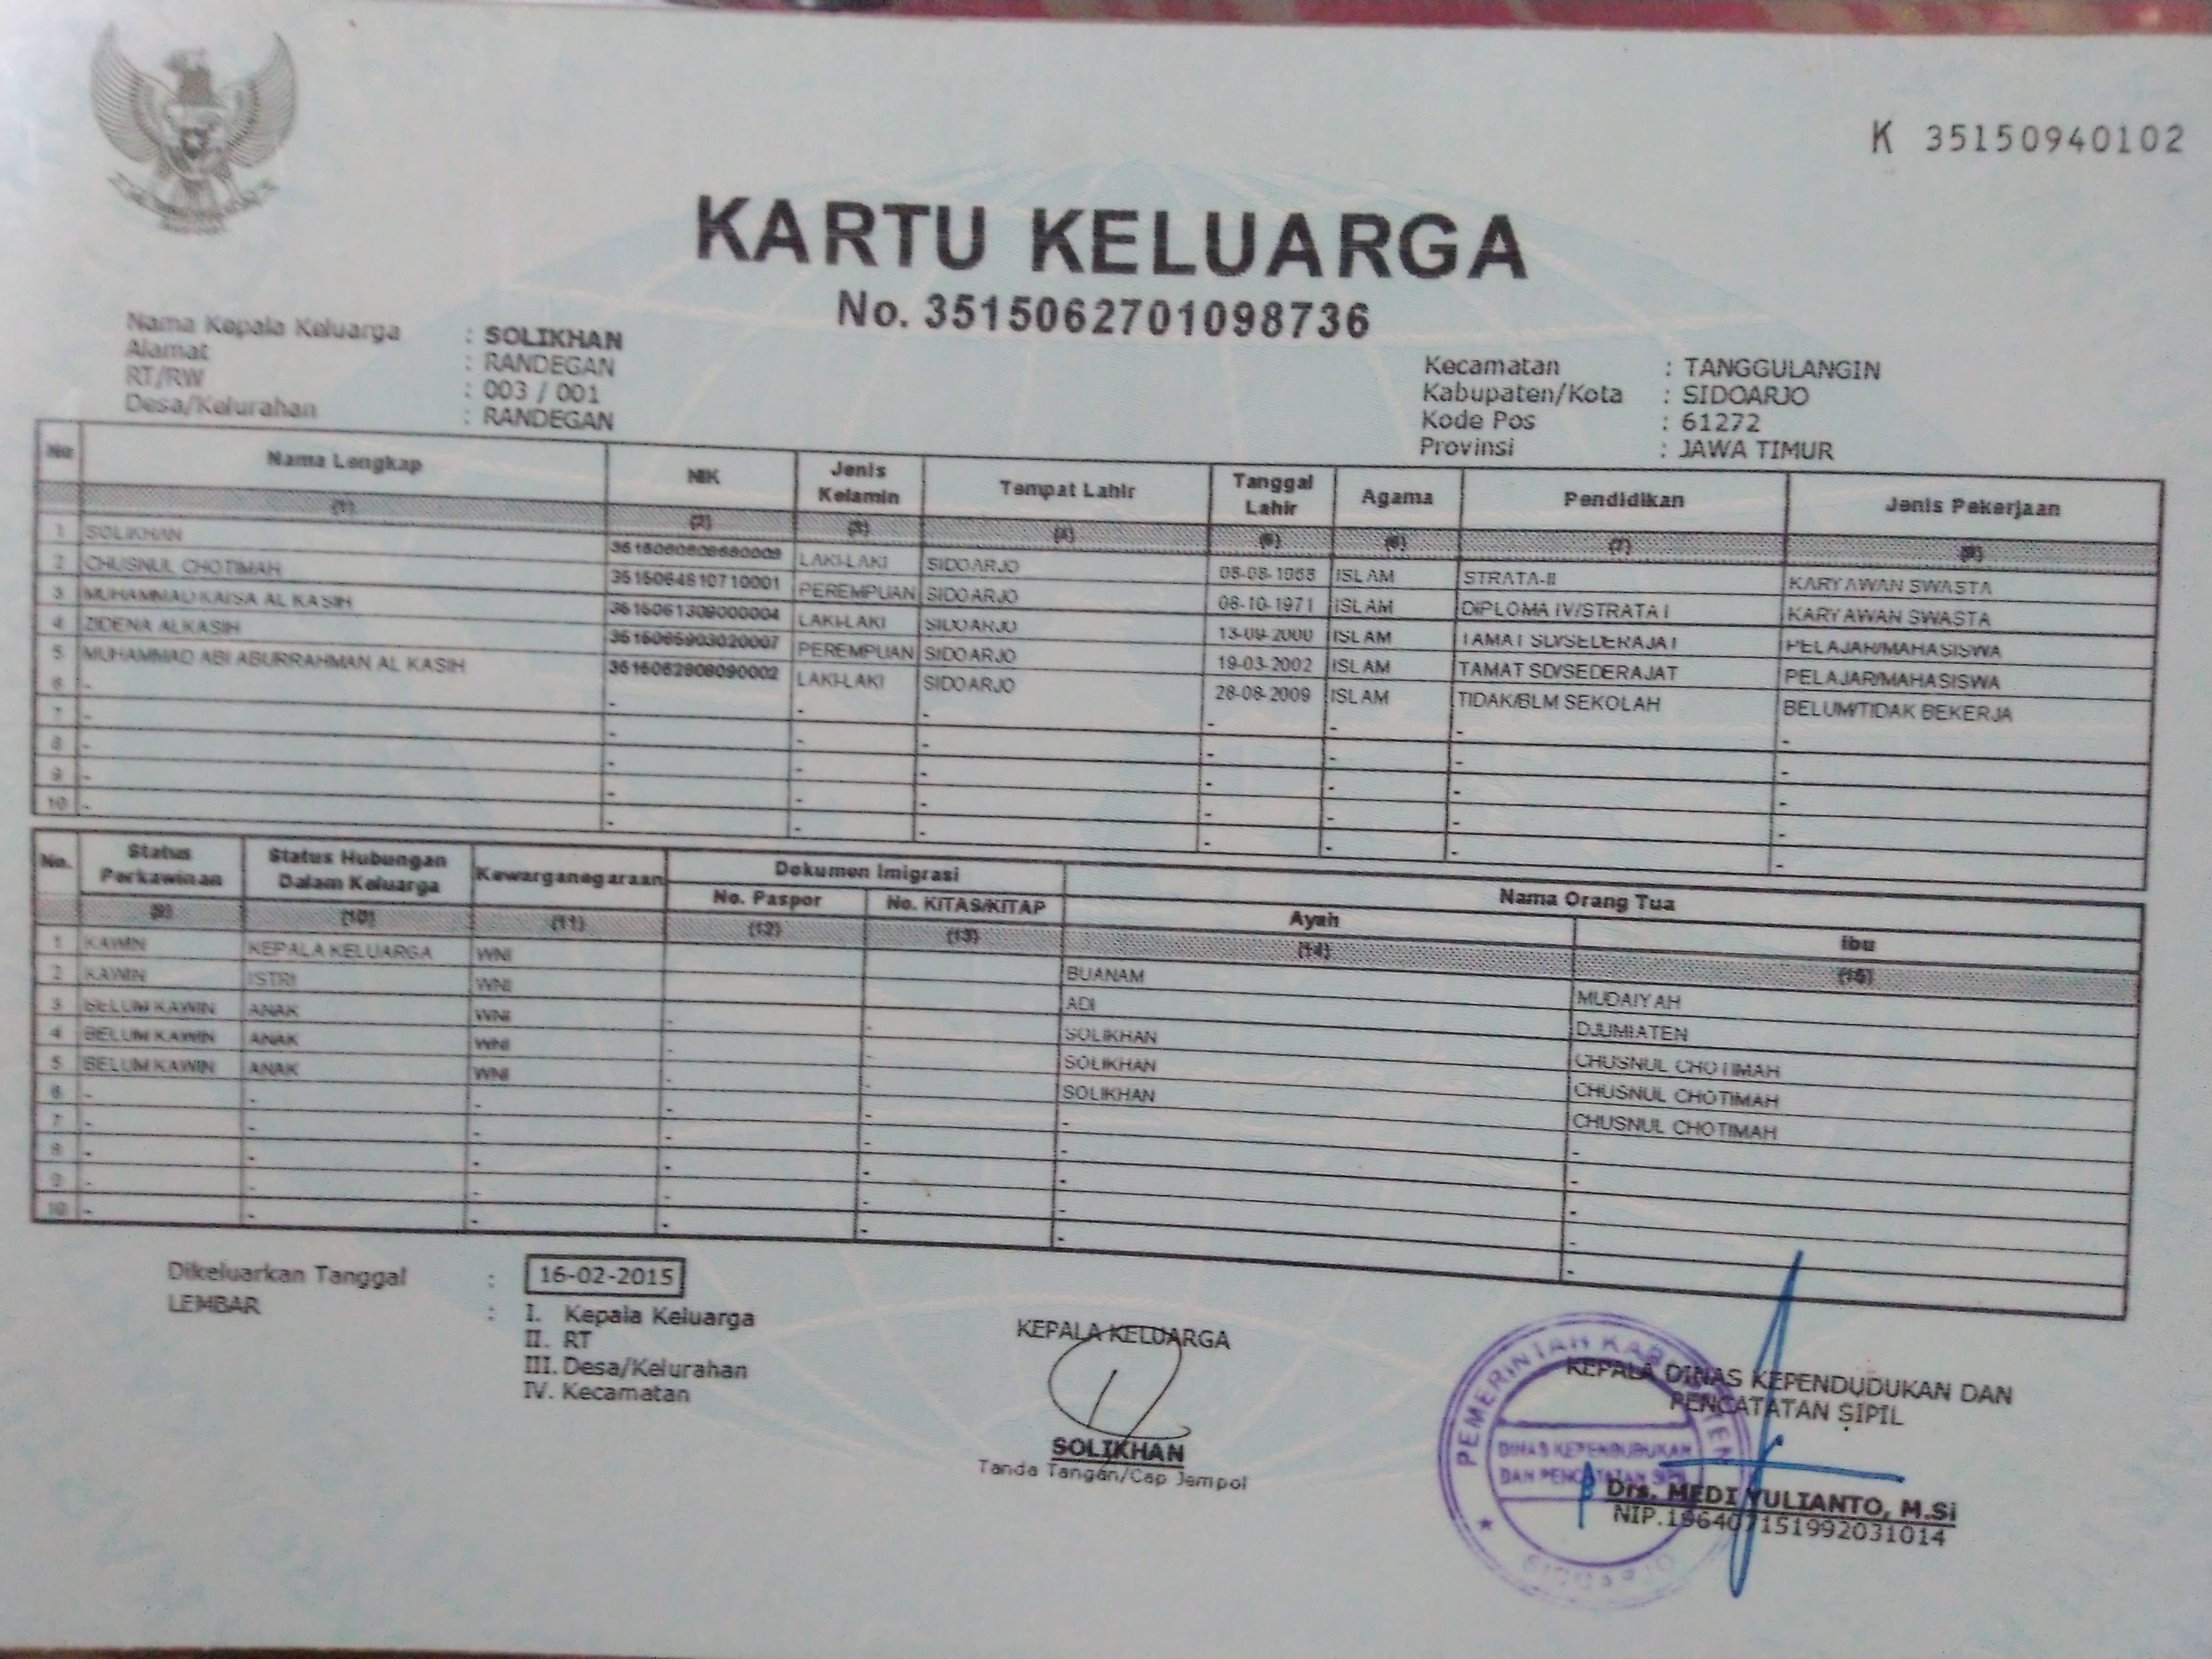 K 35150940102
KARTU KELUARGA
No. 3515062701098736
Nama Kepala Keluarga : SOLIKHAN
Alamat : RANDEGAN
RT/RW : 003 / 001
Desa/Kelurahan : RANDEGAN
Kecamatan : TANGGULANGIN
Kabupaten/Kota : SIDOARJO
Kode Pos : 61272
Provinsi : JAWA TIMUR
No Nama Lengkap NIK Jenis Kelamin Tempat Lahir Tanggal Lahir Agama Pendidikan Jenis Pekerjaan
(1) (2) (3) (4) (5) (6) (7) (8)
1 SOLIKHAN LAKI-LAKI SIDOARJO 08-08-1968 ISLAM STRATA-II KARYAWAN SWASTA
2 CHUSNUL CHOTIMAH 3515064810710001 PEREMPUAN SIDOARJO 08-10-1971 ISLAM DIPLOMA IV/STRATA I KARYAWAN SWASTA
3 MUHAMMAD KAISA AL KASIH 3515061309000004 LAKI-LAKI SIDOARJO 13-09-2000 ISLAM TAMAT SD/SEDERAJAT PELAJAR/MAHASISWA
4 ZIDENA ALKASIH 3515065903020007 PEREMPUAN SIDOARJO 19-03-2002 ISLAM TAMAT SD/SEDERAJAT PELAJAR/MAHASISWA
5 MUHAMMAD ABI ABURRAHMAN AL KASIH 3515062808090002 LAKI-LAKI SIDOARJO 28-08-2009 ISLAM TIDAK/BLM SEKOLAH BELUM/TIDAK BEKERJA
6 - - - - - - - -
7 - - - - - - - -
8 - - - - - - - -
9 - - - - - - - -
10 - - - - - - - -
No. Status Perkawinan Status Hubungan Dalam Keluarga Kewarganegaraan Dokumen Imigrasi Nama Orang Tua
No. Paspor No. KITAS/KITAP Ayah Ibu
(9) (10) (11) (12) (13) (14) (15)
1 KAWIN KEPALA KELUARGA WNI BUANAM MUDAIYAH
2 KAWIN ISTRI WNI ADI DJUMIATEN
3 BELUM KAWIN ANAK WNI - - SOLIKHAN CHUSNUL CHOTIMAH
4 BELUM KAWIN ANAK WNI - - SOLIKHAN CHUSNUL CHOTIMAH
5 BELUM KAWIN ANAK WNI - - SOLIKHAN CHUSNUL CHOTIMAH
6 - - - - - - -
7 - - - - - - -
8 - - - - - - -
9 - - - - - - -
10 - - - - - - -
Dikeluarkan Tanggal : 16-02-2015
LEMBAR : I. Kepala Keluarga
II. RT
III. Desa/Kelurahan
IV. Kecamatan
KEPALA KELUARGA
SOLIKHAN
Tanda Tangan/Cap Jempol
KEPALA DINAS KEPENDUDUKAN DAN
PENCATATAN SIPIL
PEMERINTAH KABUPATEN
DINAS KEPENDUDUKAN
DAN PENCATATAN SIPIL
SIDOARJO
Drs. MEDI YULIANTO, M.Si
NIP.196407151992031014